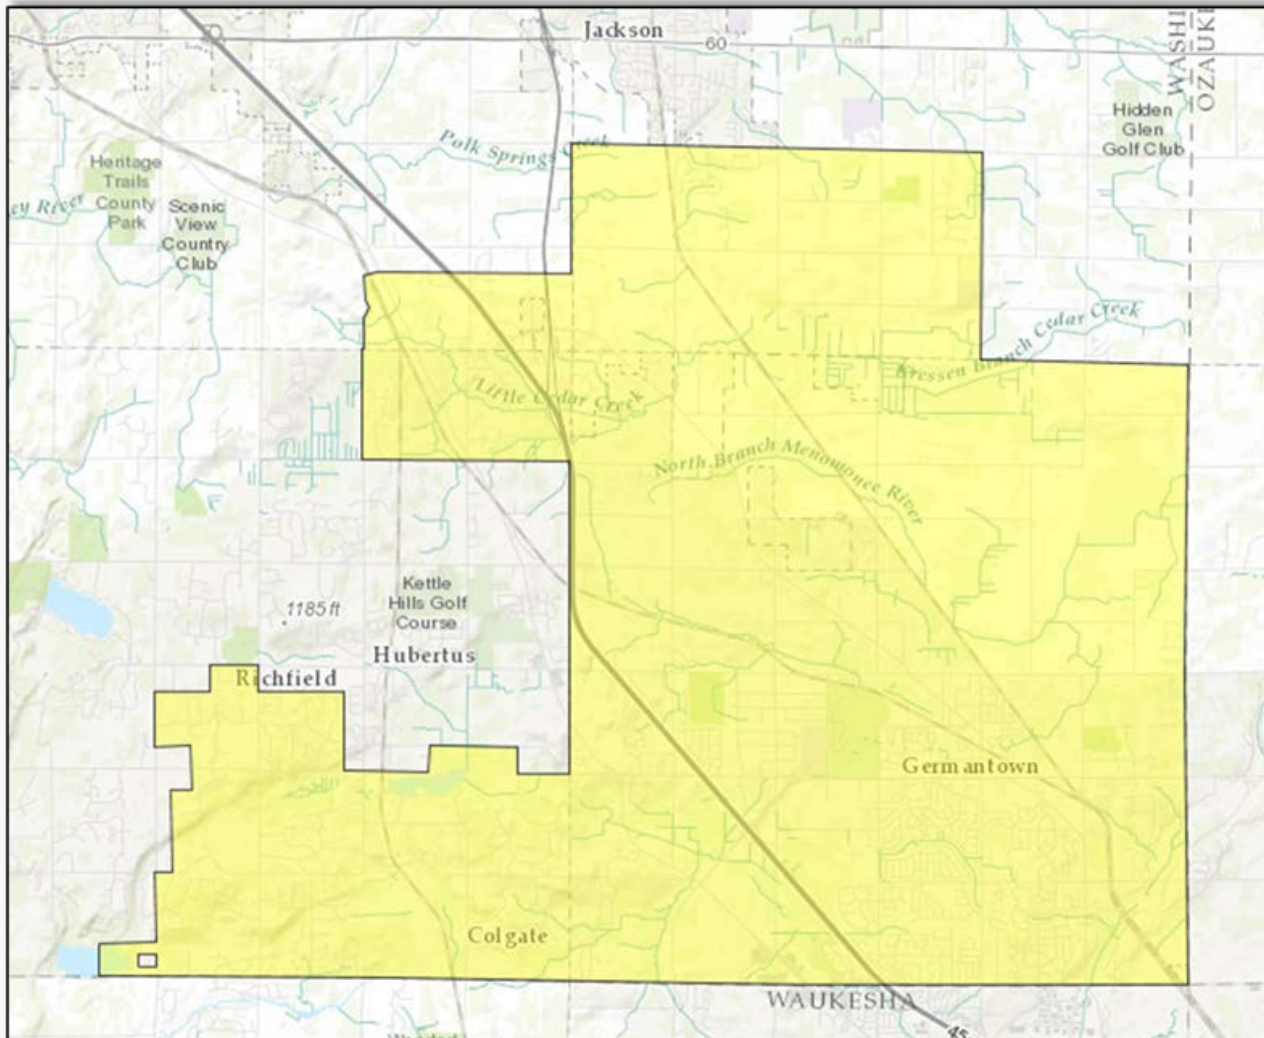 Jackson
60
WASHI
OZAUKI
Hidden
Glen
Golf Club
Polk Springs Creek
Heritage
Trails
County
Park
ey River
Scenic
View
Country
Club
Kressen Branch Cedar Creek
Little Cedar Creek
North Branch Menomonee River
Kettle
Hills Golf
Course
1185 ft
Hubertus
Richfield
Germantown
Colgate
WAUKESHA
45